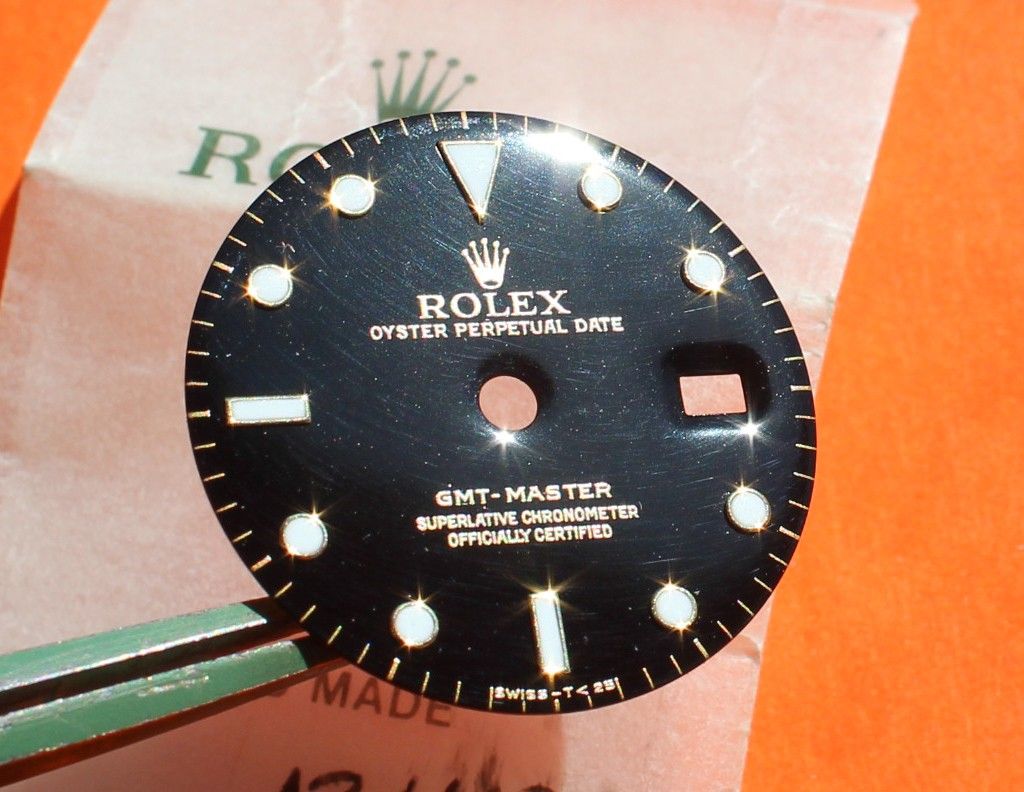 ROLEX
OYSTER PERPETUAL DATE
GMT-MASTER
SUPERLATIVE CHRONOMETER
OFFICIALLY CERTIFIED
SWISS-T<25
MADE